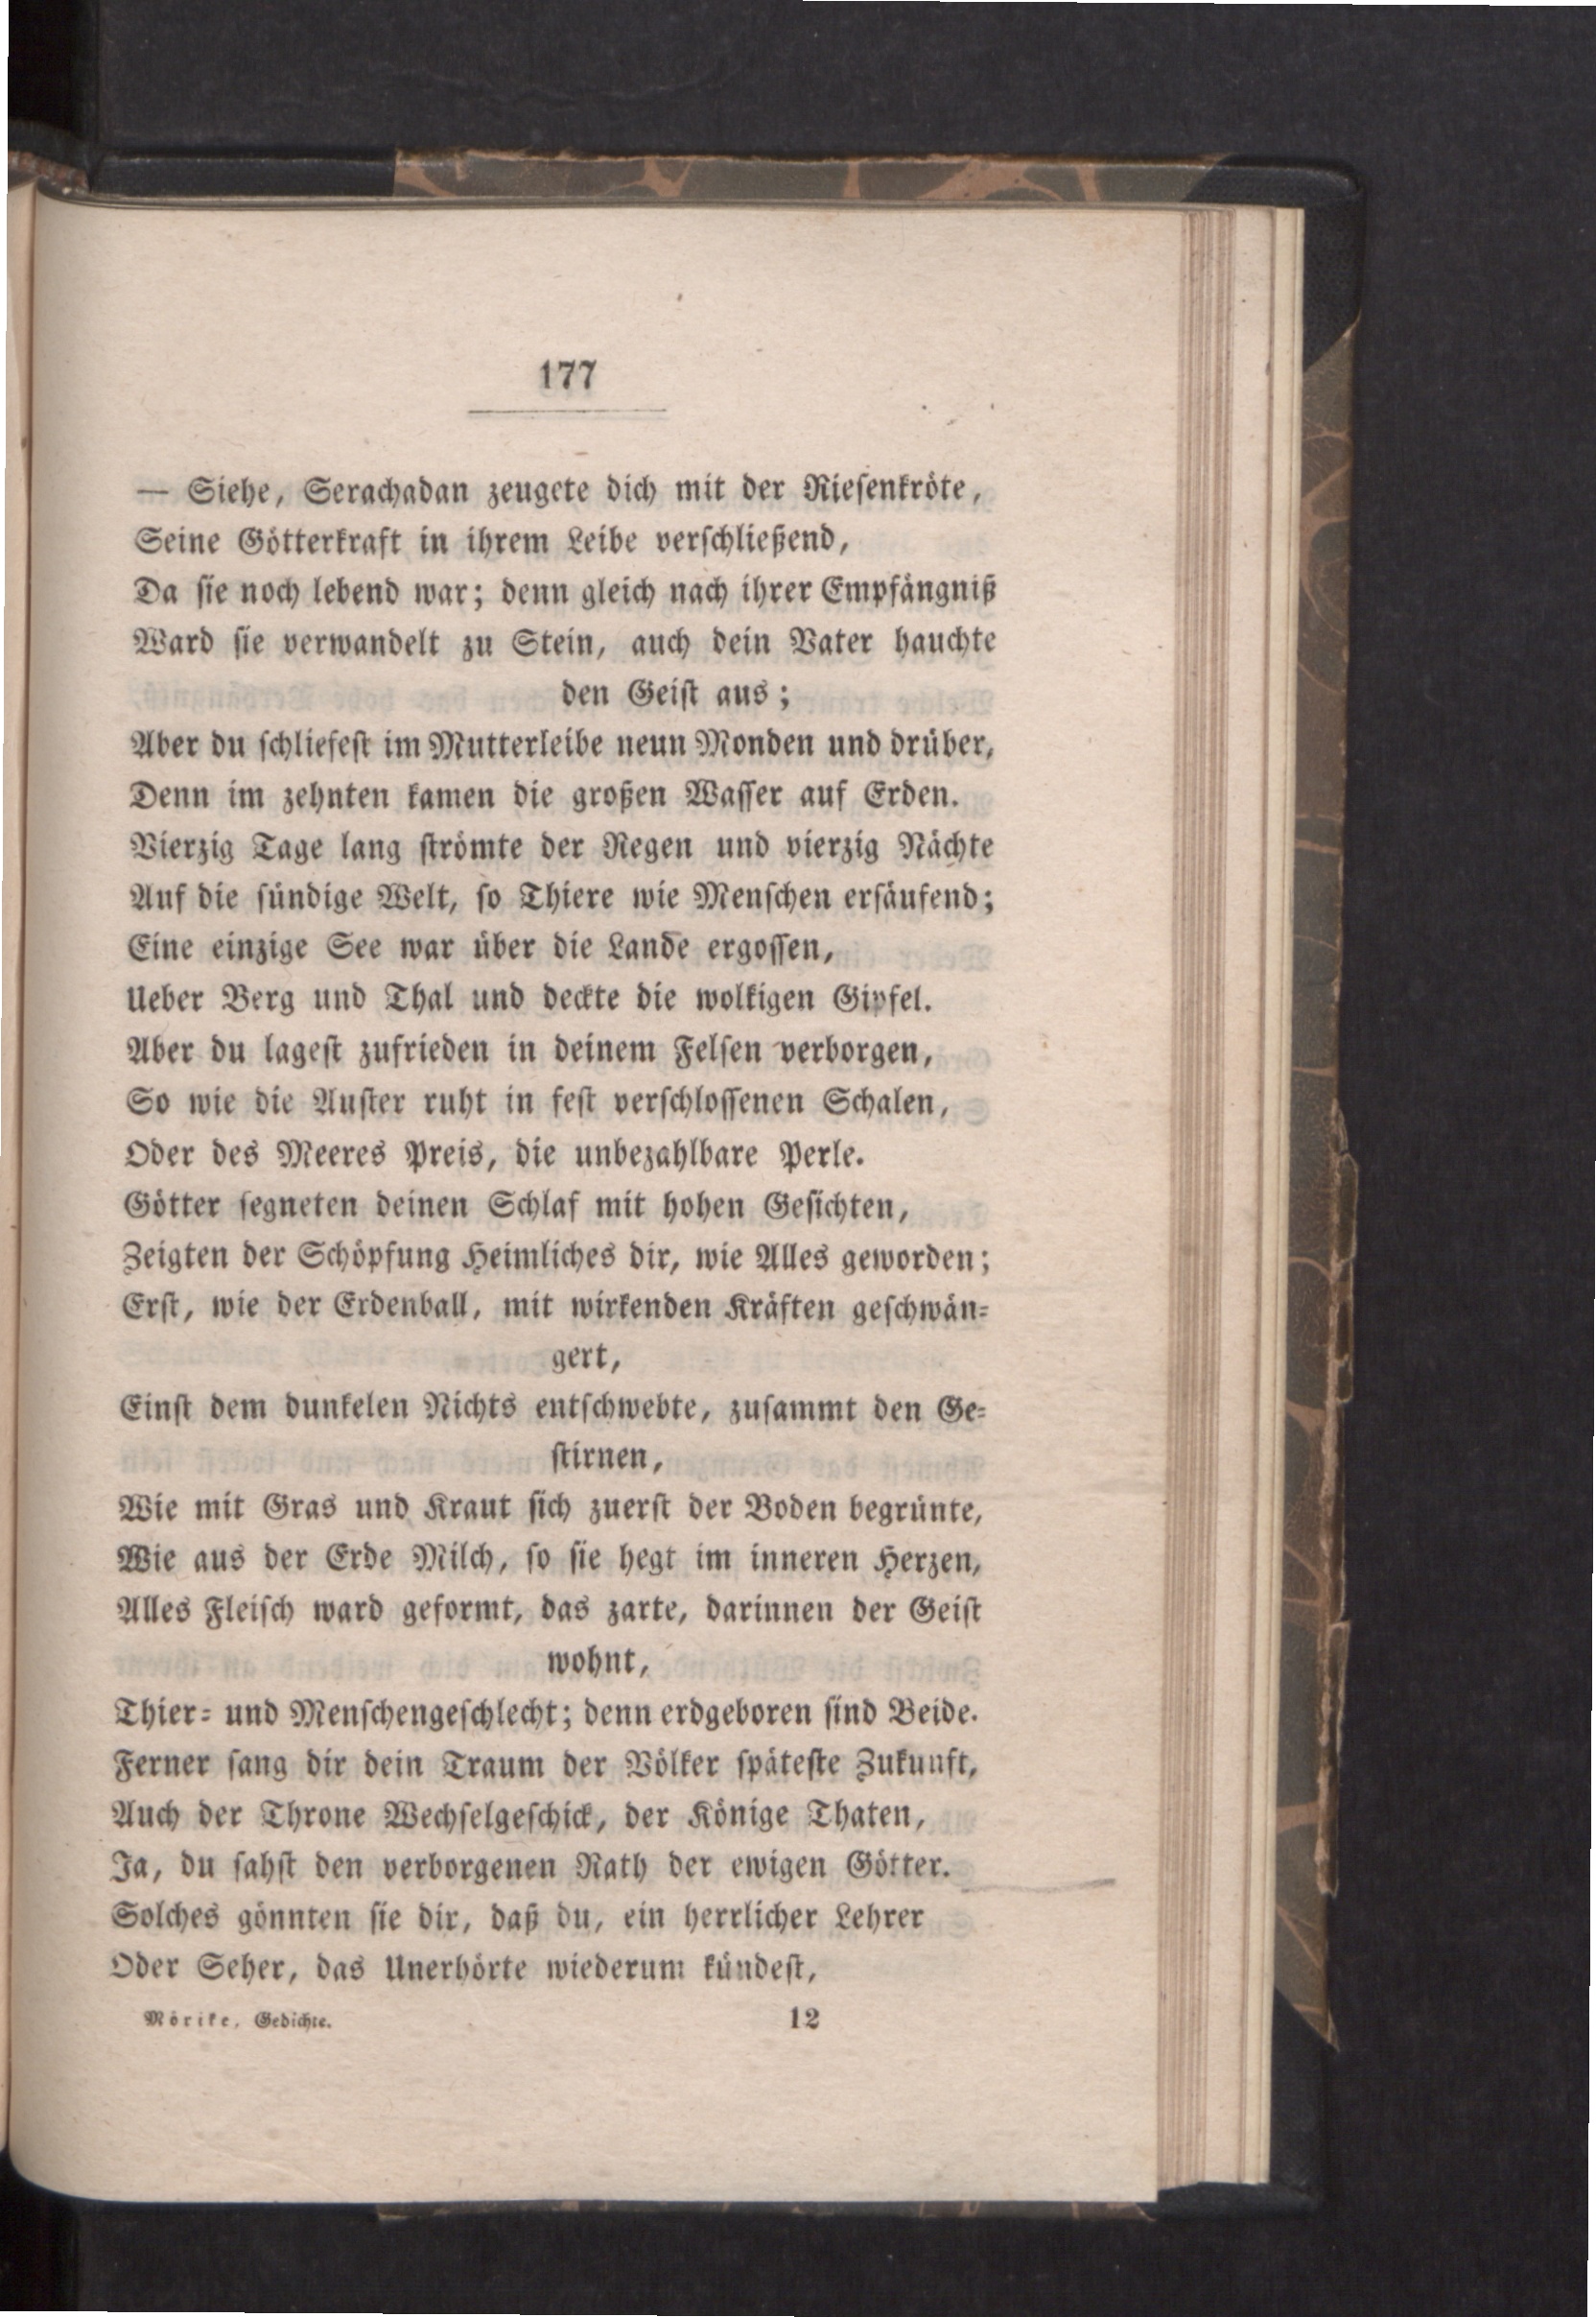 177
— Siehe, Serachadan zeugete dich mit der Riesenkröte,
Seine Götterkraft in ihrem Leibe verschließend,
Da sie noch lebend war; denn gleich nach ihrer Empfängniß
Ward sie verwandelt zu Stein, auch dein Vater hauchte
den Geist aus;
Aber du schliefest im Mutterleibe neun Monden und drüber,
Denn im zehnten kamen die großen Wasser auf Erden.
Vierzig Tage lang strömte der Regen und vierzig Nächte
Auf die sündige Welt, so Thiere wie Menschen ersäufend;
Eine einzige See war über die Lande ergossen,
Ueber Berg und Thal und deckte die wolkigen Gipfel.
Aber du lagest zufrieden in deinem Felsen verborgen,
So wie die Auster ruht in fest verschlossenen Schalen,
Oder des Meeres Preis, die unbezahlbare Perle.
Götter segneten deinen Schlaf mit hohen Gesichten,
Zeigten der Schöpfung Heimliches dir, wie Alles geworden;
Erst, wie der Erdenball, mit wirkenden Kräften geschwän-
gert,
Einst dem dunkelen Nichts entschwebte, zusammt den Ge-
stirnen,
Wie mit Gras und Kraut sich zuerst der Boden begrünte,
Wie aus der Erde Milch, so sie hegt im inneren Herzen,
Alles Fleisch ward geformt, das zarte, darinnen der Geist
wohnt,
Thier- und Menschengeschlecht; denn erdgeboren sind Beide.
Ferner sang dir dein Traum der Völker späteste Zukunft,
Auch der Throne Wechselgeschick, der Könige Thaten,
Ja, du sahst den verborgenen Rath der ewigen Götter.
Solches gönnten sie dir, daß du, ein herrlicher Lehrer
Oder Seher, das Unerhörte wiederum kündest,
Mörike, Gedichte. 12